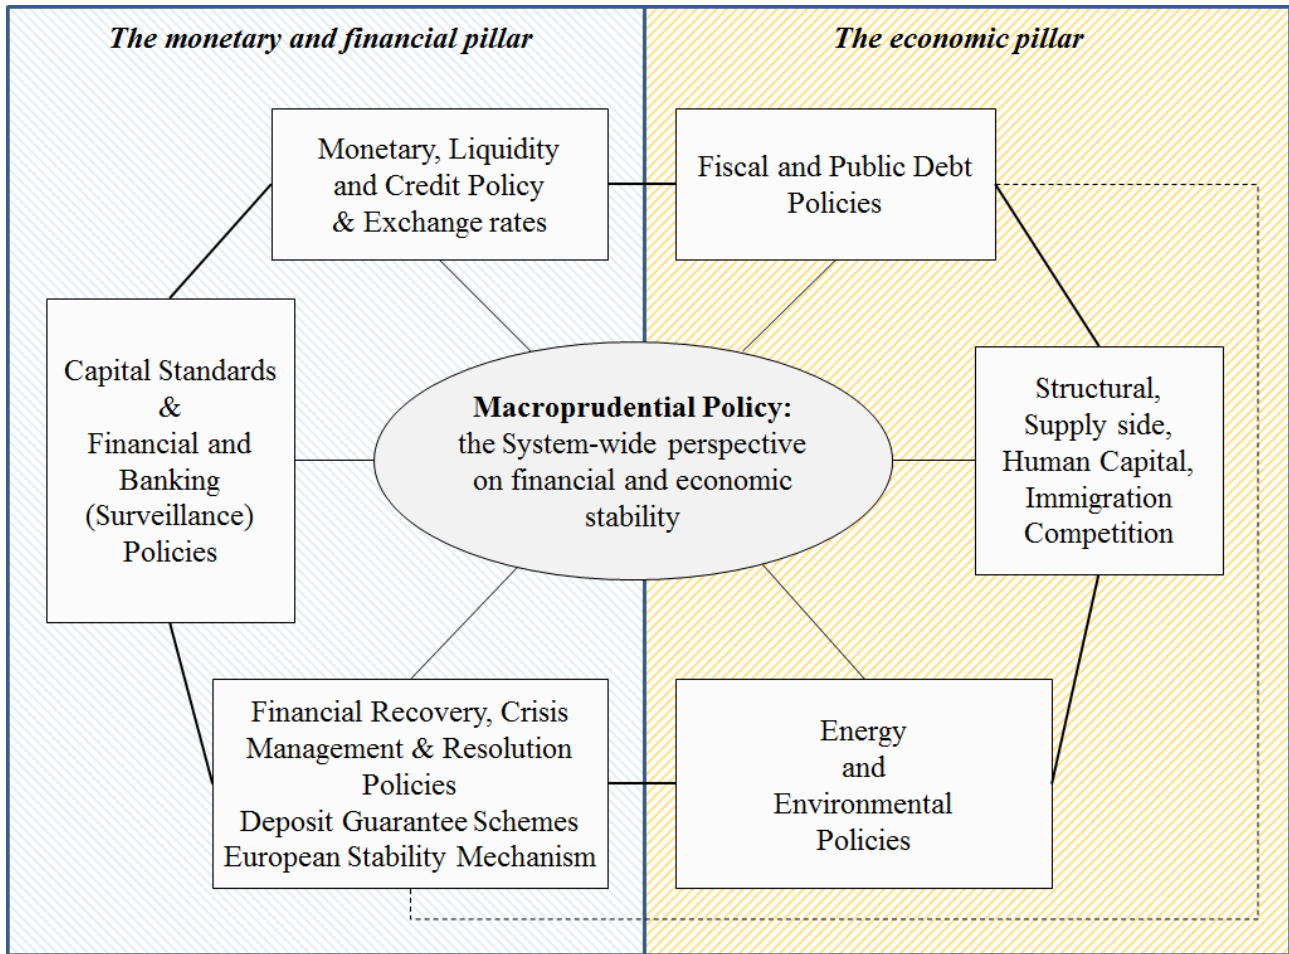 The monetary and financial pillar
The economic pillar
Monetary, Liquidity
and Credit Policy
& Exchange rates
Fiscal and Public Debt
Policies
Capital Standards
&
Financial and
Banking
(Surveillance)
Policies
Macroprudential Policy:
the System-wide perspective
on financial and economic
stability
Structural,
Supply side,
Human Capital,
Immigration
Competition
Financial Recovery, Crisis
Management & Resolution
Policies
Deposit Guarantee Schemes
European Stability Mechanism
Energy
and
Environmental
Policies